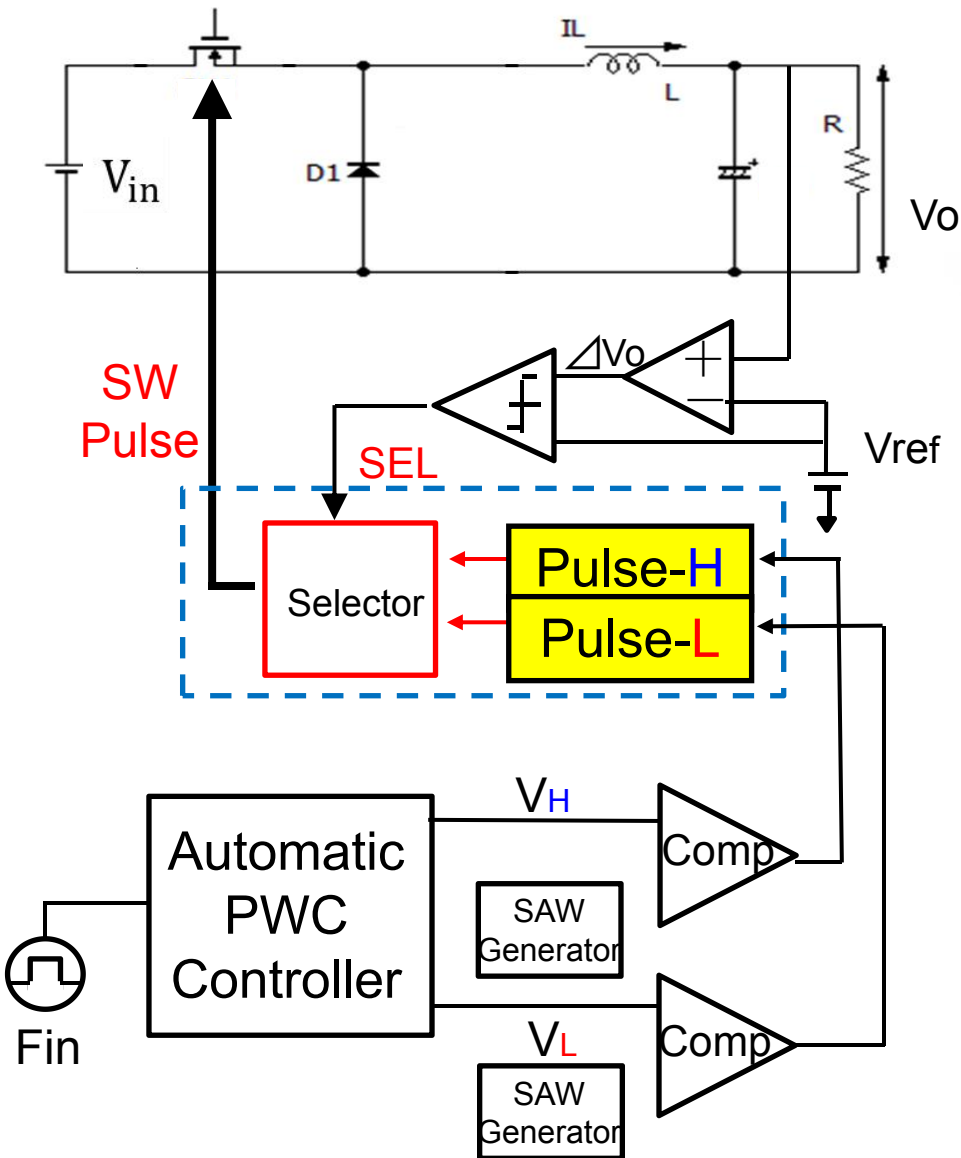 IL
L
Vin
D1
+
R
Vo
⊿Vo
+
−
SW
Pulse
SEL
Vref
Selector
Pulse-H
Pulse-L
VH
Automatic
PWC
Controller
Comp
SAW
Generator
Fin
VL
Comp
SAW
Generator